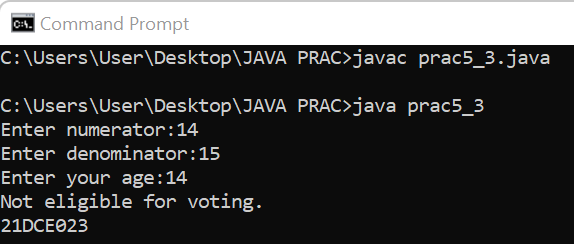 Command Prompt
C:\Users\User\Desktop\JAVA PRAC>javac prac5_3.java
C:\Users\User\Desktop\JAVA PRAC>java prac5_3
Enter numerator:14
Enter denominator:15
Enter your age:14
Not eligible for voting.
21DCE023